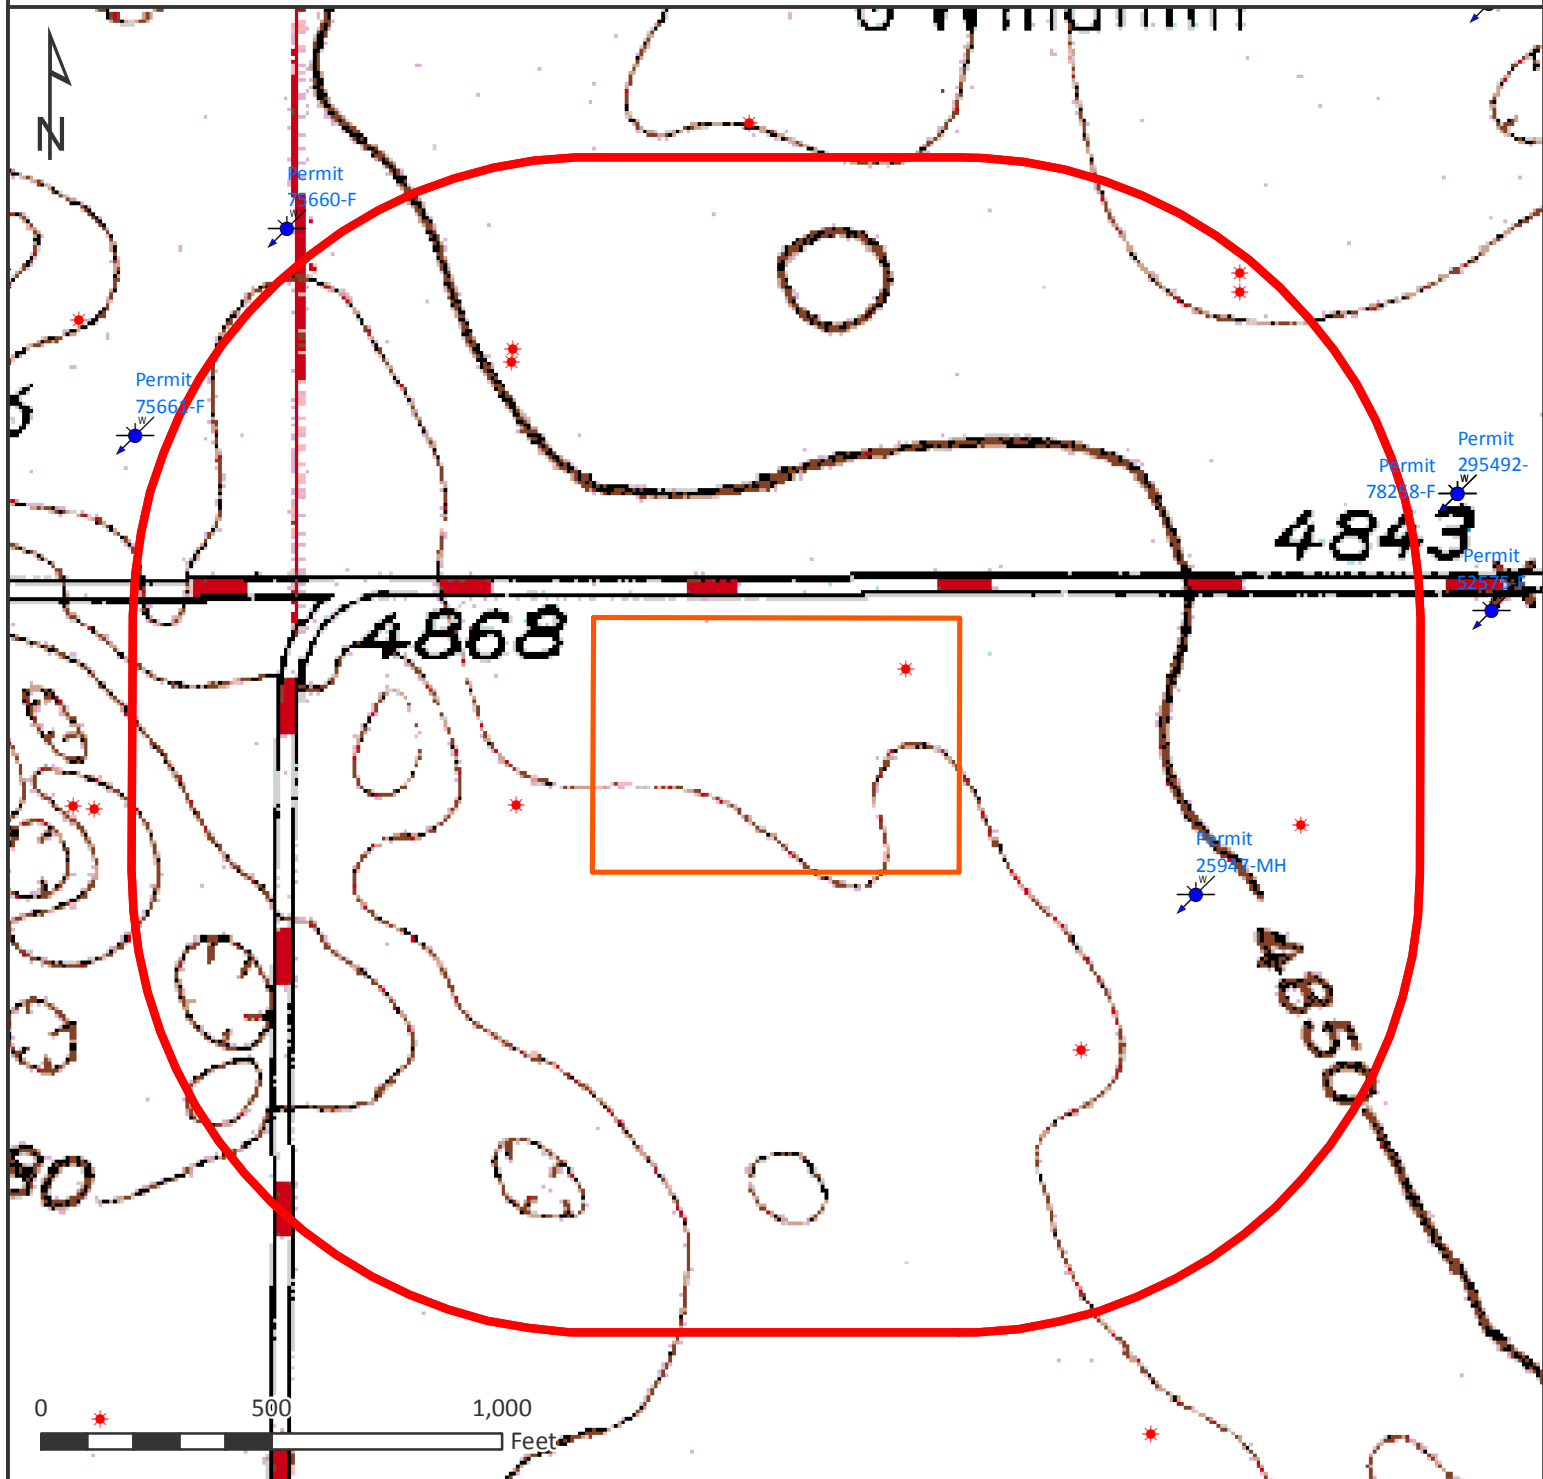 N
Permit
75660-F
W
Permit
75661-F
W
Permit
295492-
Permit
78258-F
W
4843
Permit
52575-F
4868
Permit
25947-MH
W
4850
0
500
1,000
Feet